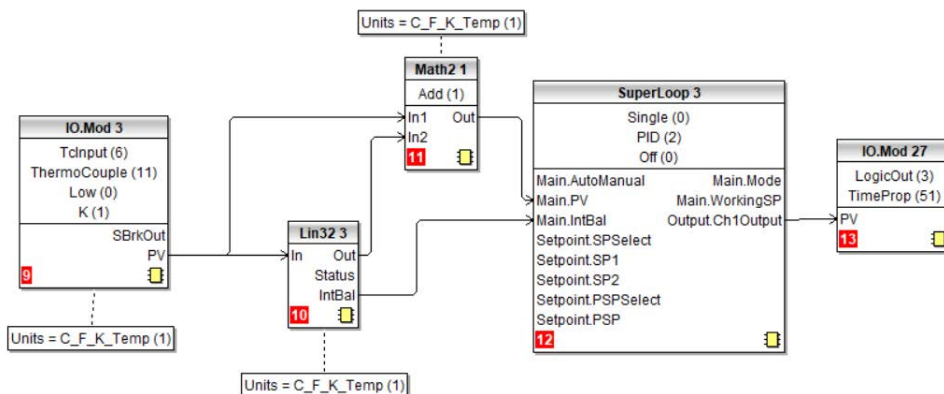 Units = C_F_K_Temp (1)
Math2 1
Add (1)
In1 Out
In2
11
IO.Mod 3
TcInput (6)
ThermoCouple (11)
Low (0)
K (1)
SBrkOut
PV
9
Units = C_F_K_Temp (1)
Lin32 3
In Out
Status
IntBal
10
Units = C_F_K_Temp (1)
SuperLoop 3
Single (0)
PID (2)
Off (0)
Main.AutoManual Main.Mode
Main.PV Main.WorkingSP
Main.IntBal Output.Ch1Output
Setpoint.SPSelect
Setpoint.SP1
Setpoint.SP2
Setpoint.PSPSelect
Setpoint.PSP
12
IO.Mod 27
LogicOut (3)
TimeProp (51)
PV
13